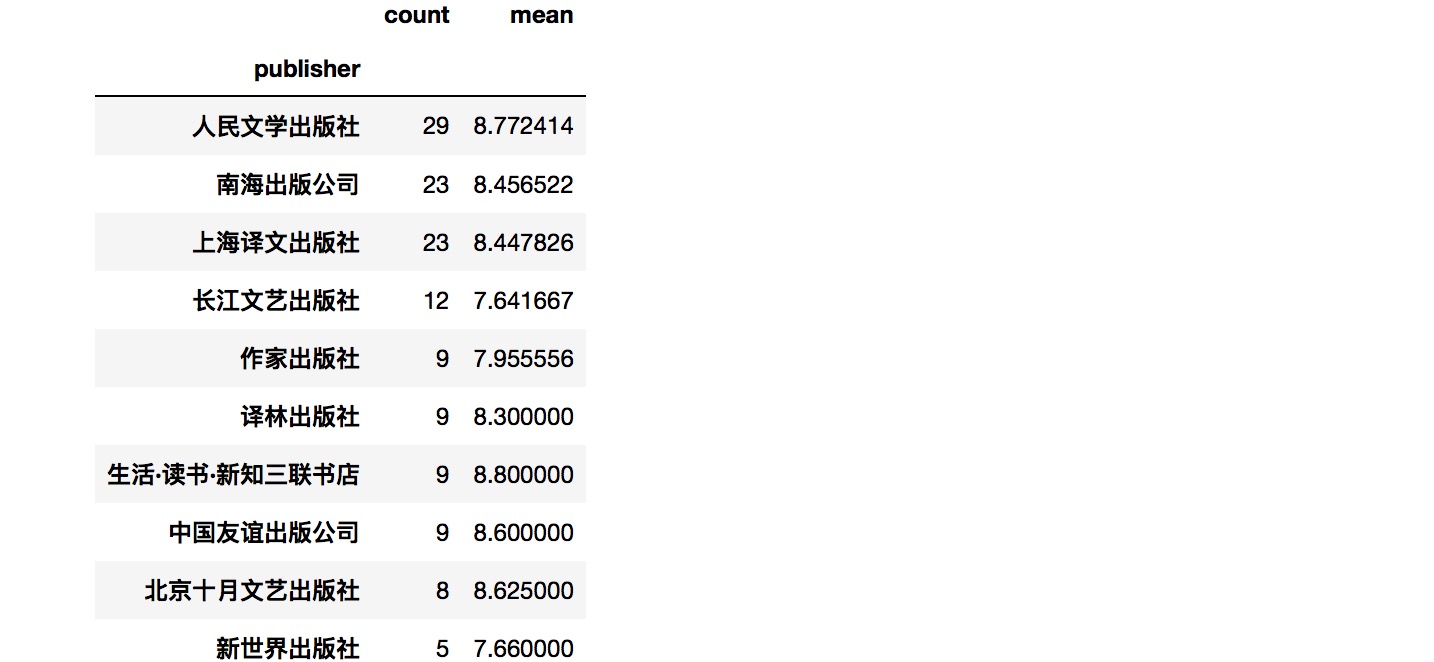 count mean
publisher
人民文学出版社 29 8.772414
南海出版公司 23 8.456522
上海译文出版社 23 8.447826
长江文艺出版社 12 7.641667
作家出版社 9 7.955556
译林出版社 9 8.300000
生活·读书·新知三联书店 9 8.800000
中国友谊出版公司 9 8.600000
北京十月文艺出版社 8 8.625000
新世界出版社 5 7.660000